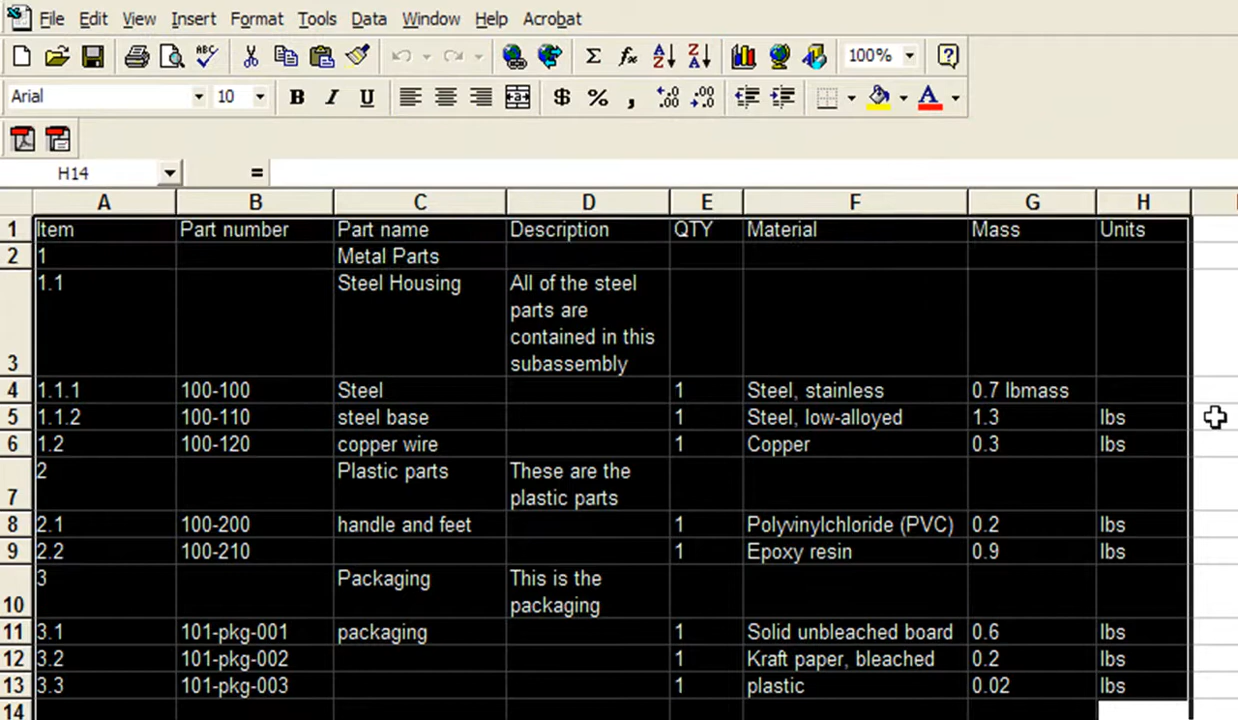 File Edit View Insert Format Tools Data Window Help Acrobat
ABC Σ fx A Z Z A 100% ?
Arial 10 B I U $ % , .0 .00 .00 .0 A
H14 =
A B C D E F G H
1 Item Part number Part name Description QTY Material Mass Units
2 1 Metal Parts
3 1.1 Steel Housing All of the steel
parts are
contained in this
subassembly
4 1.1.1 100-100 Steel 1 Steel, stainless 0.7 lbmass
5 1.1.2 100-110 steel base 1 Steel, low-alloyed 1.3 lbs
6 1.2 100-120 copper wire 1 Copper 0.3 lbs
7 2 Plastic parts These are the
plastic parts
8 2.1 100-200 handle and feet 1 Polyvinylchloride (PVC) 0.2 lbs
9 2.2 100-210 1 Epoxy resin 0.9 lbs
10 3 Packaging This is the
packaging
11 3.1 101-pkg-001 packaging 1 Solid unbleached board 0.6 lbs
12 3.2 101-pkg-002 1 Kraft paper, bleached 0.2 lbs
13 3.3 101-pkg-003 1 plastic 0.02 lbs
14